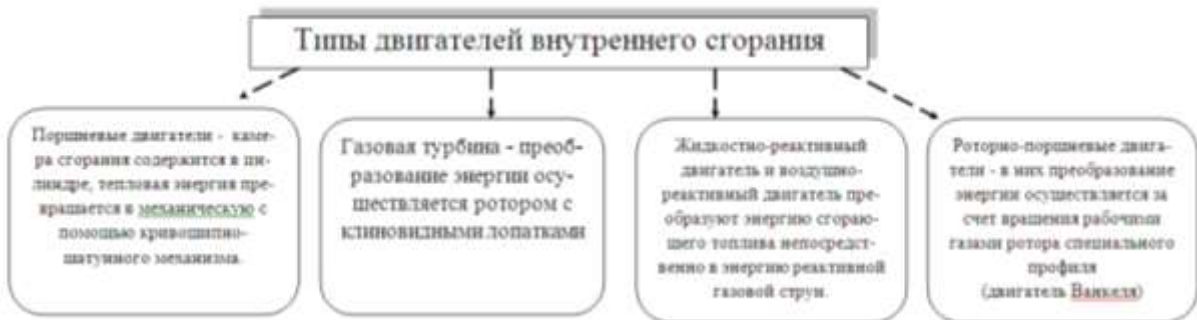 Типы двигателей внутреннего сгорания
Поршневые двигатели - каме-
ра сгорания содержится в ци-
линдре, тепловая энергия пре-
вращается в механическую с
помощью кривошипно-
шатунного механизма.
Газовая турбина - преоб-
разование энергии осу-
ществляется ротором с
клиновидными лопатками
Жидкостно-реактивный
двигатель и воздушно-
реактивный двигатель пре-
образуют энергию сгораю-
щего топлива непосредст-
венно в энергию реактивной
газовой струи.
Роторно-поршневые двига-
тели - в них преобразование
энергии осуществляется за
счет вращения рабочими
газами ротора специального
профиля
(двигатель Ванкеля)